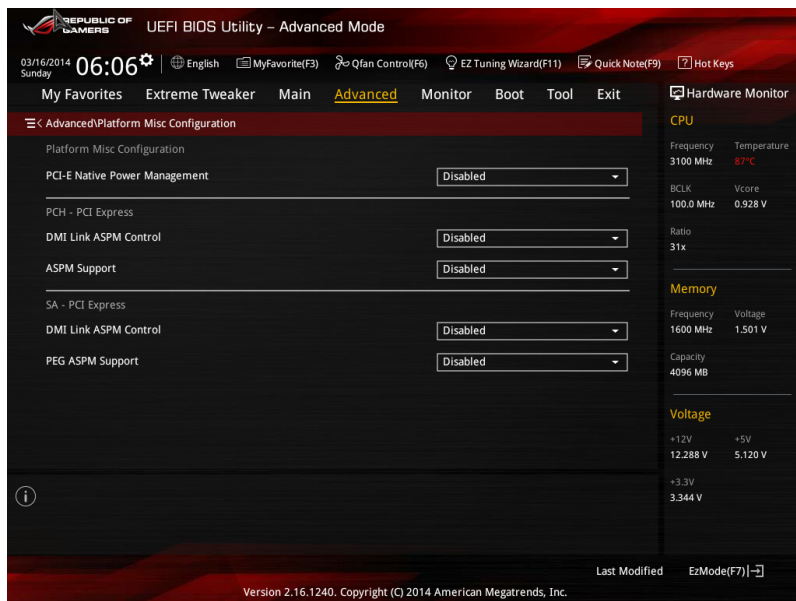 REPUBLIC OF GAMERS
UEFI BIOS Utility – Advanced Mode
03/16/2014 Sunday 06:06 English MyFavorite(F3) Qfan Control(F6) EZ Tuning Wizard(F11) Quick Note(F9) ? Hot Keys
My Favorites Extreme Tweaker Main Advanced Monitor Boot Tool Exit
Advanced\Platform Misc Configuration
Platform Misc Configuration
PCI-E Native Power Management Disabled
PCH - PCI Express
DMI Link ASPM Control Disabled
ASPM Support Disabled
SA - PCI Express
DMI Link ASPM Control Disabled
PEG ASPM Support Disabled
Hardware Monitor
CPU
Frequency Temperature
3100 MHz 87°C
BCLK Vcore
100.0 MHz 0.928 V
Ratio
31x
Memory
Frequency Voltage
1600 MHz 1.501 V
Capacity
4096 MB
Voltage
+12V +5V
12.288 V 5.120 V
+3.3V
3.344 V
i
Last Modified EzMode(F7)
Version 2.16.1240. Copyright (C) 2014 American Megatrends, Inc.